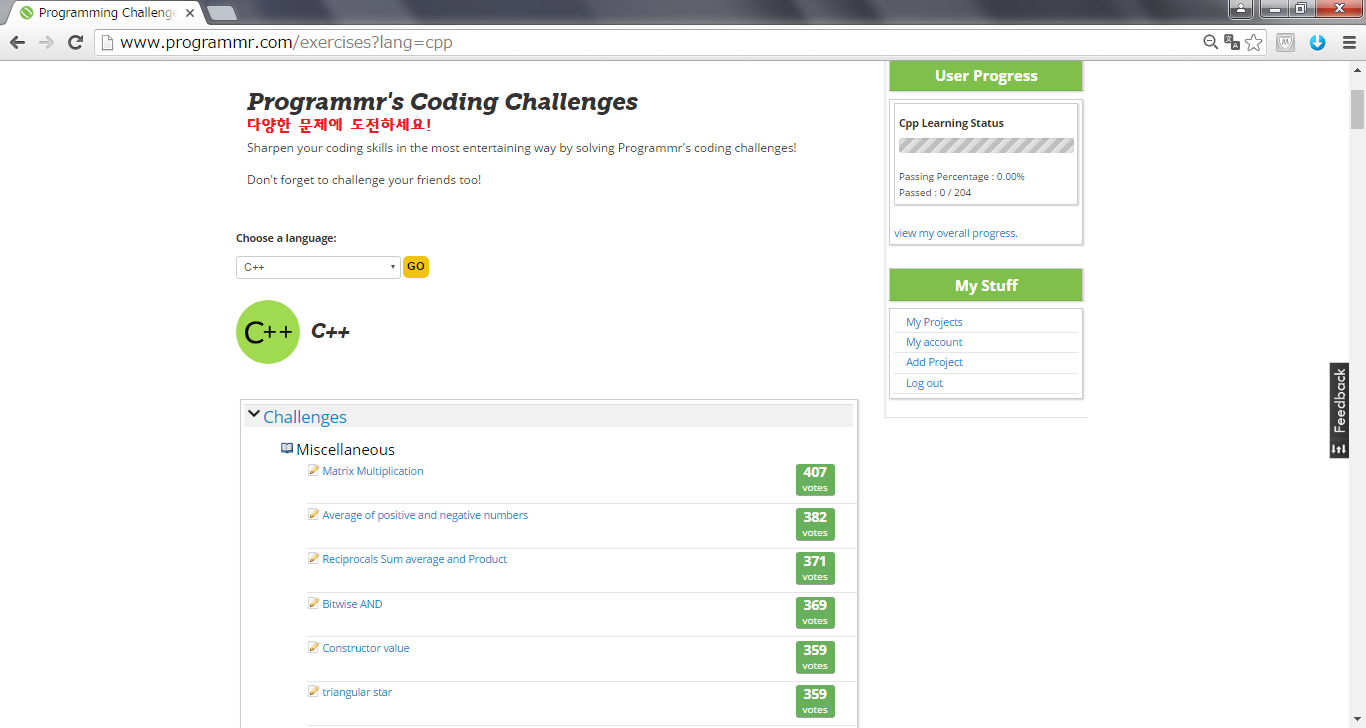 Programming Challenge
www.programmr.com/exercises?lang=cpp
Programmr's Coding Challenges
다양한 문제에 도전하세요!
Sharpen your coding skills in the most entertaining way by solving Programmr's coding challenges!
Don't forget to challenge your friends too!
Choose a language:
C++
GO
C++ C++
Challenges
Miscellaneous
Matrix Multiplication
407
votes
Average of positive and negative numbers
382
votes
Reciprocals Sum average and Product
371
votes
Bitwise AND
369
votes
Constructor value
359
votes
triangular star
359
votes
User Progress
Cpp Learning Status
Passing Percentage : 0.00%
Passed : 0 / 204
view my overall progress.
My Stuff
My Projects
My account
Add Project
Log out
Feedback